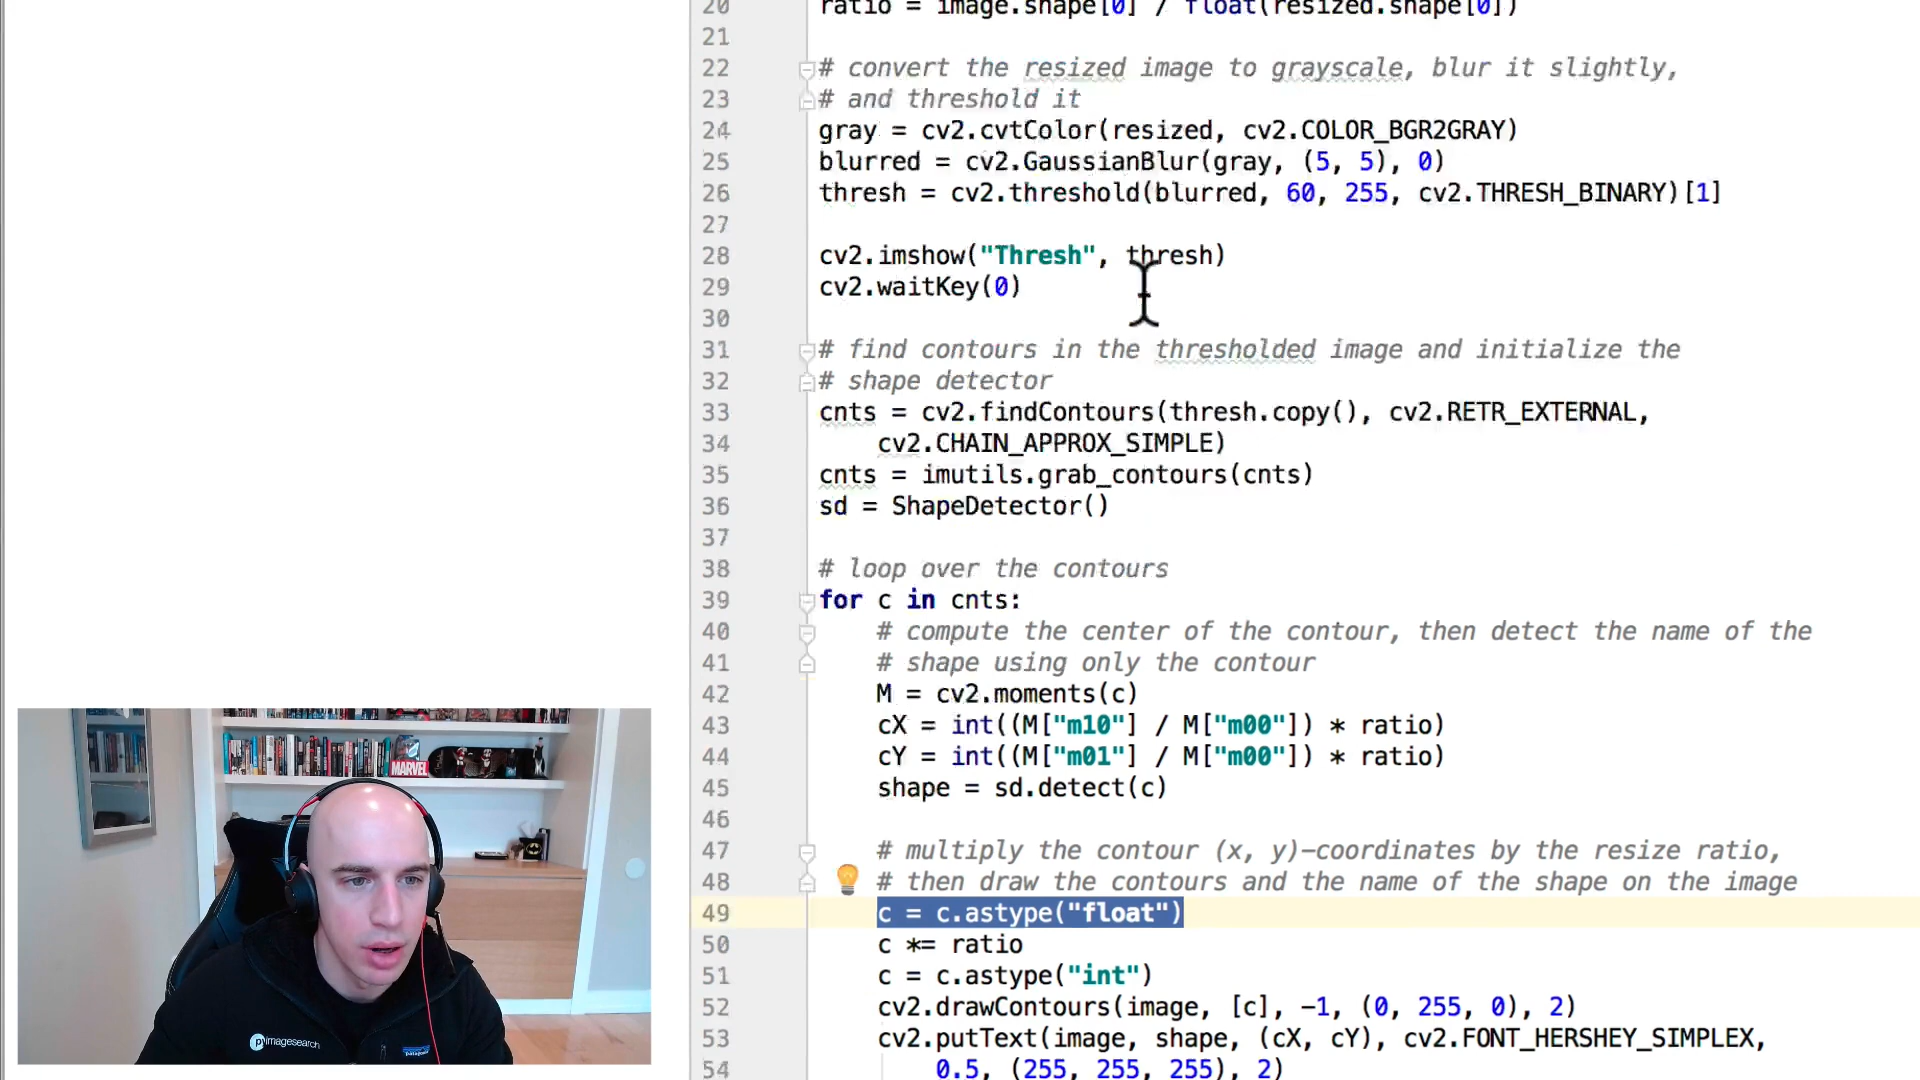 20 ratio = image.shape[0] / float(resized.shape[0])
21
22 # convert the resized image to grayscale, blur it slightly,
23 # and threshold it
24 gray = cv2.cvtColor(resized, cv2.COLOR_BGR2GRAY)
25 blurred = cv2.GaussianBlur(gray, (5, 5), 0)
26 thresh = cv2.threshold(blurred, 60, 255, cv2.THRESH_BINARY)[1]
27
28 cv2.imshow("Thresh", thresh)
29 cv2.waitKey(0)
30
31 # find contours in the thresholded image and initialize the
32 # shape detector
33 cnts = cv2.findContours(thresh.copy(), cv2.RETR_EXTERNAL,
34 cv2.CHAIN_APPROX_SIMPLE)
35 cnts = imutils.grab_contours(cnts)
36 sd = ShapeDetector()
37
38 # loop over the contours
39 for c in cnts:
40 # compute the center of the contour, then detect the name of the
41 # shape using only the contour
42 M = cv2.moments(c)
43 cX = int((M["m10"] / M["m00"]) * ratio)
44 cY = int((M["m01"] / M["m00"]) * ratio)
45 shape = sd.detect(c)
46
47 # multiply the contour (x, y)-coordinates by the resize ratio,
48 # then draw the contours and the name of the shape on the image
49 c = c.astype("float")
50 c *= ratio
51 c = c.astype("int")
52 cv2.drawContours(image, [c], -1, (0, 255, 0), 2)
53 cv2.putText(image, shape, (cX, cY), cv2.FONT_HERSHEY_SIMPLEX,
54 0.5, (255, 255, 255), 2)
MARVEL
pyimagesearch
patagonia